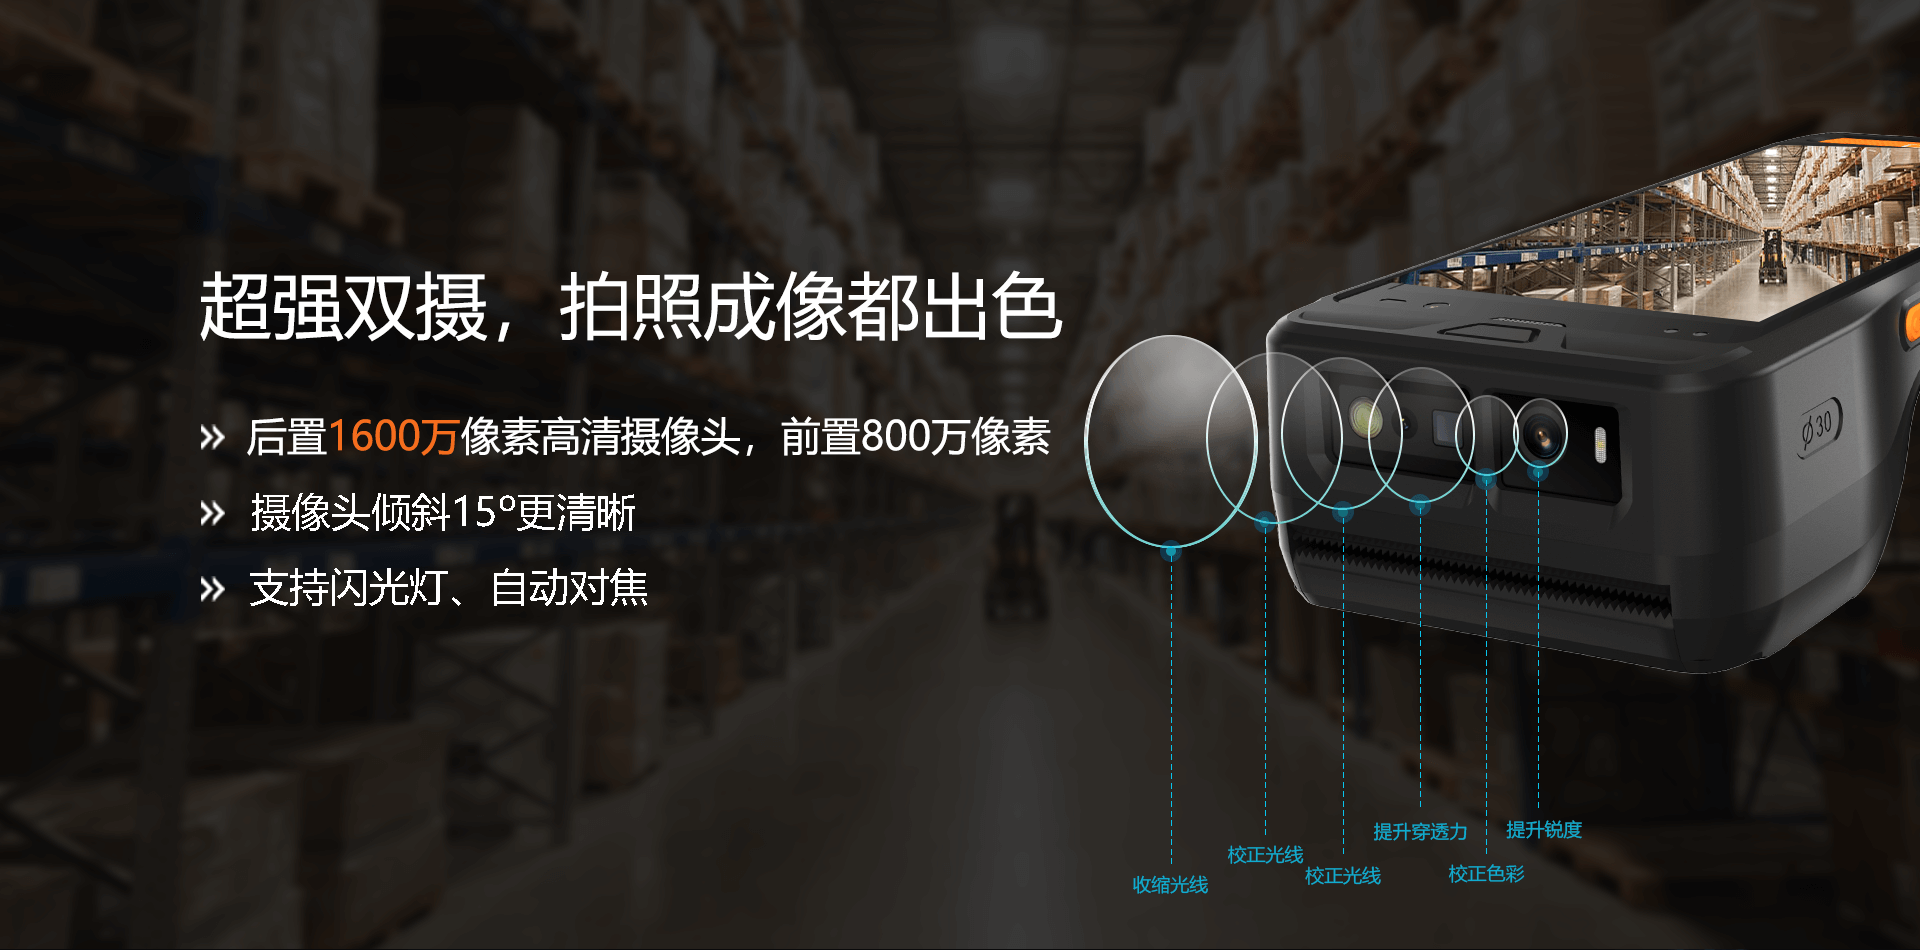 超强双摄，拍照成像都出色
后置1600万像素高清摄像头，前置800万像素
摄像头倾斜15°更清晰
支持闪光灯、自动对焦
ø30
提升穿透力
提升锐度
校正光线
校正光线
校正色彩
收缩光线